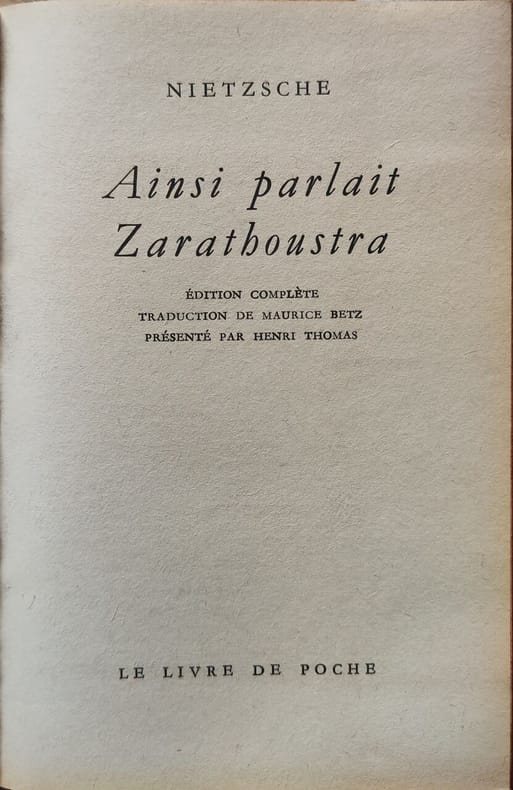 NIETZSCHE
Ainsi parlait
Zarathoustra
ÉDITION COMPLÈTE
TRADUCTION DE MAURICE BETZ
PRÉSENTÉ PAR HENRI THOMAS
LE LIVRE DE POCHE